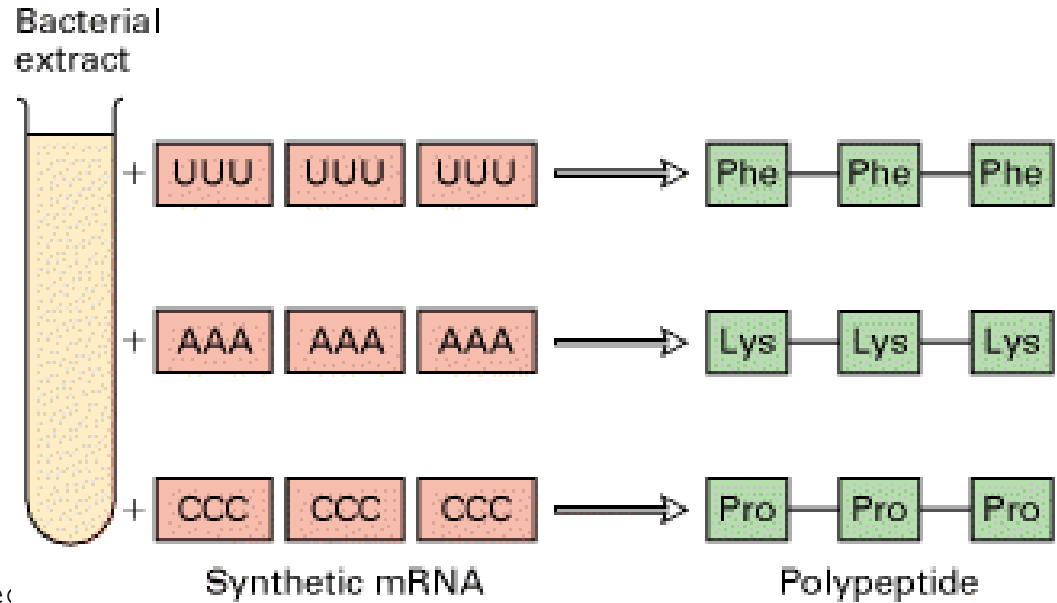 Bacterial
extract
+ UUU UUU UUU Phe Phe Phe
+ AAA AAA AAA Lys Lys Lys
+ CCC CCC CCC Pro Pro Pro
Synthetic mRNA Polypeptide